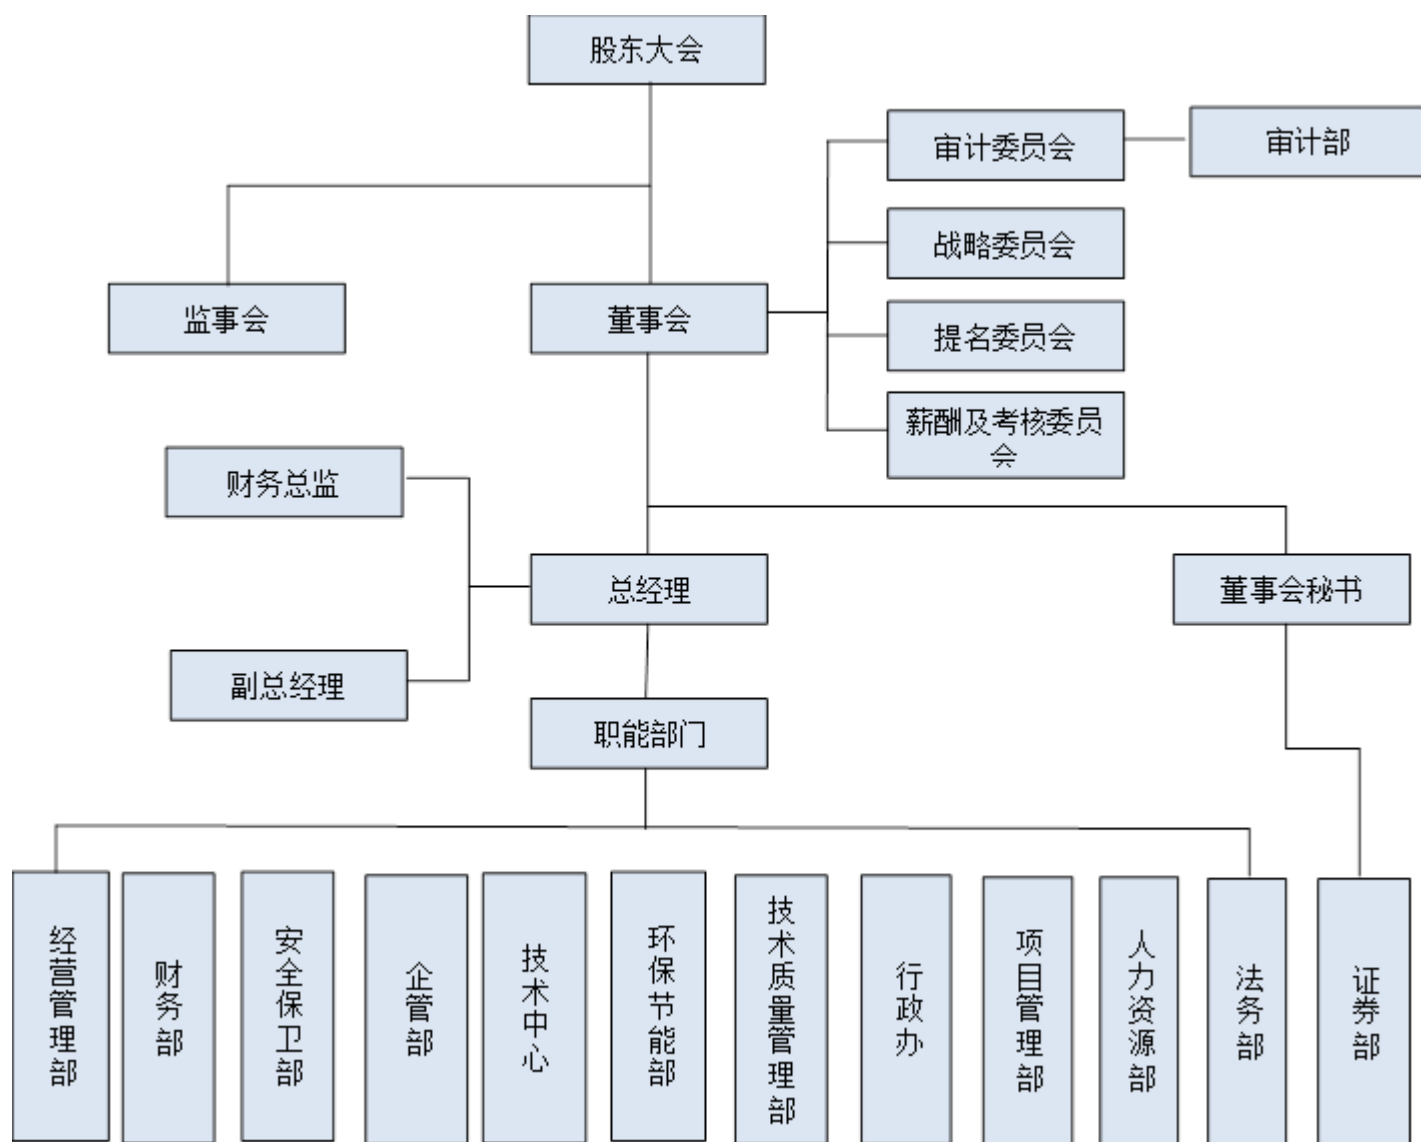 股东大会
审计委员会
审计部
战略委员会
监事会
董事会
提名委员会
薪酬及考核委员
会
财务总监
总经理
董事会秘书
副总经理
职能部门
经营管理部
财务部
安全保卫部
企管部
技术中心
环保节能部
技术质量管理部
行政办
项目管理部
人力资源部
法务部
证券部